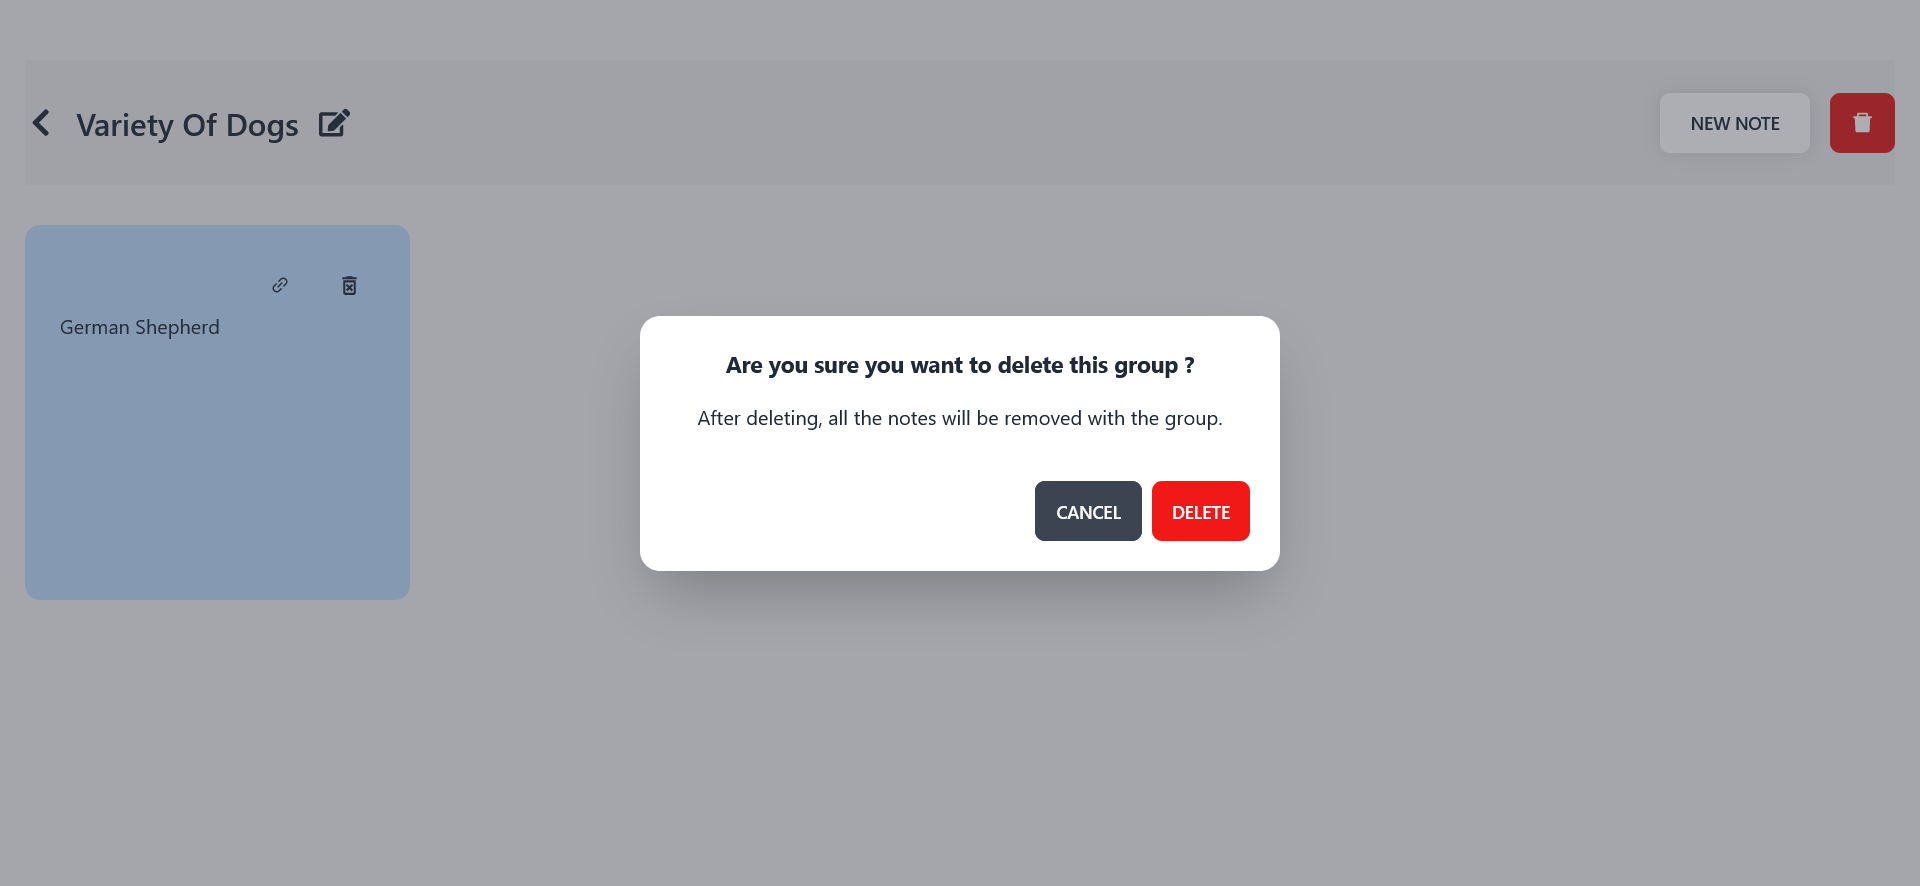 Variety Of Dogs
NEW NOTE
German Shepherd
Are you sure you want to delete this group ?
After deleting, all the notes will be removed with the group.
CANCEL
DELETE